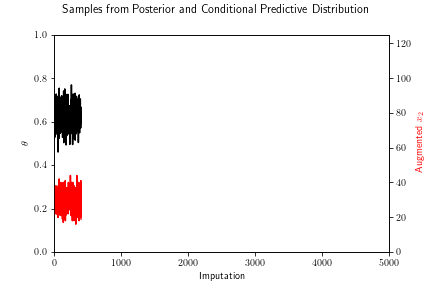 Samples from Posterior and Conditional Predictive Distribution
1.0
0.8
0.6
0.4
0.2
0.0
θ
120
100
80
60
40
20
0
Augmented x₂
0 1000 2000 3000 4000 5000
Imputation